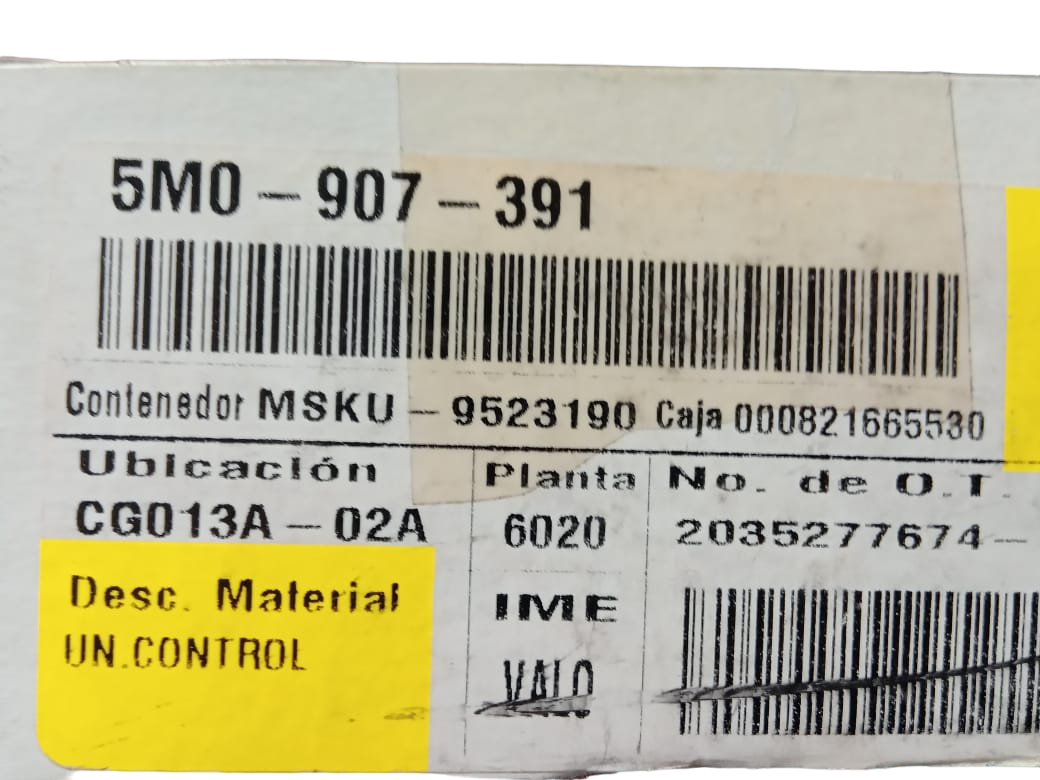 5M0-907-391
Contenedor MSKU-9523190 Caja 000821665530
Ubicación Planta No. de O.T.
CG013A-02A 6020 2035277674-
Desc. Material IME
UN.CONTROL VALO